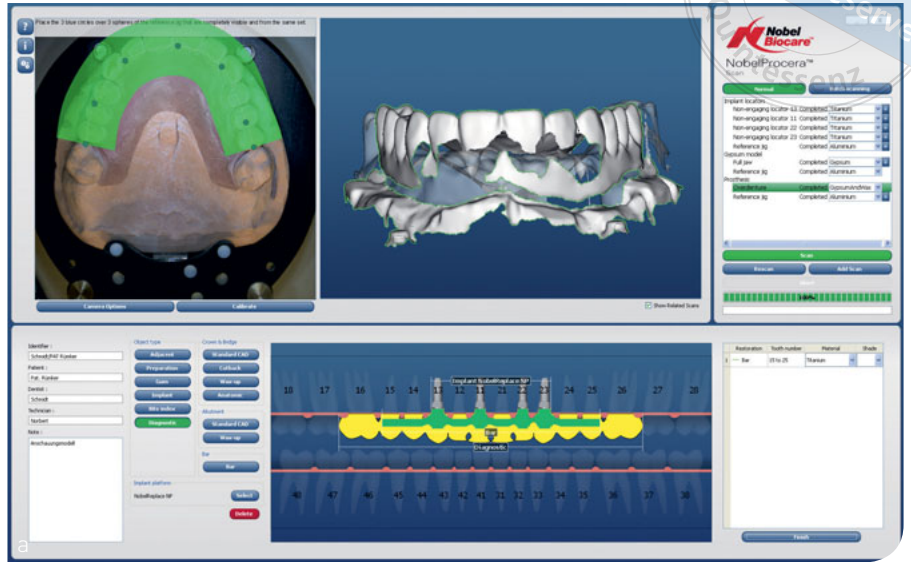 Place the 3 blue circles over 3 spheres of the reference jig that are completely visible and from the same set.
?
i
Camera Options
Calibrate
Show Related Scans
Quintessenz
Nobel
Biocare™
NobelProcera™
Scan
Normal
Batch scanning
Implant locators
Non-engaging locator 13 Completed Titanium
Non-engaging locator 11 Completed Titanium
Non-engaging locator 22 Completed Titanium
Non-engaging locator 23 Completed Titanium
Reference jig Completed Aluminium
Gypsum model
Full jaw Completed Gypsum
Reference jig Completed Aluminium
Prosthesis
Overdenture Completed GypsumAndWax
Reference jig Completed Aluminium
Scan
Rescan
Add Scan
100%
Identifier :
Schmidt/PAT Rünker
Patient :
Pat. Rünker
Dentist :
Schmidt
Technician :
Norbert
Note :
Anschauungsmodell
Object type
Adjacent
Preparation
Gum
Implant
Bite index
Diagnostic
Crown & Bridge
Standard CAD
Cutback
Wax-up
Anatomic
Abutment
Standard CAD
Wax-up
Bar
Bar
Implant platform
NobelReplace NP
Select
Delete
Implant NobelReplace NP
18 17 16 15 14 13 12 11 21 22 23 24 25 26 27 28
Bar
Diagnostic
48 47 46 45 44 43 42 41 31 32 33 34 35 36 37 38
Restoration Tooth number Material Shade
1 Bar 15 to 25 Titanium
Finish
a